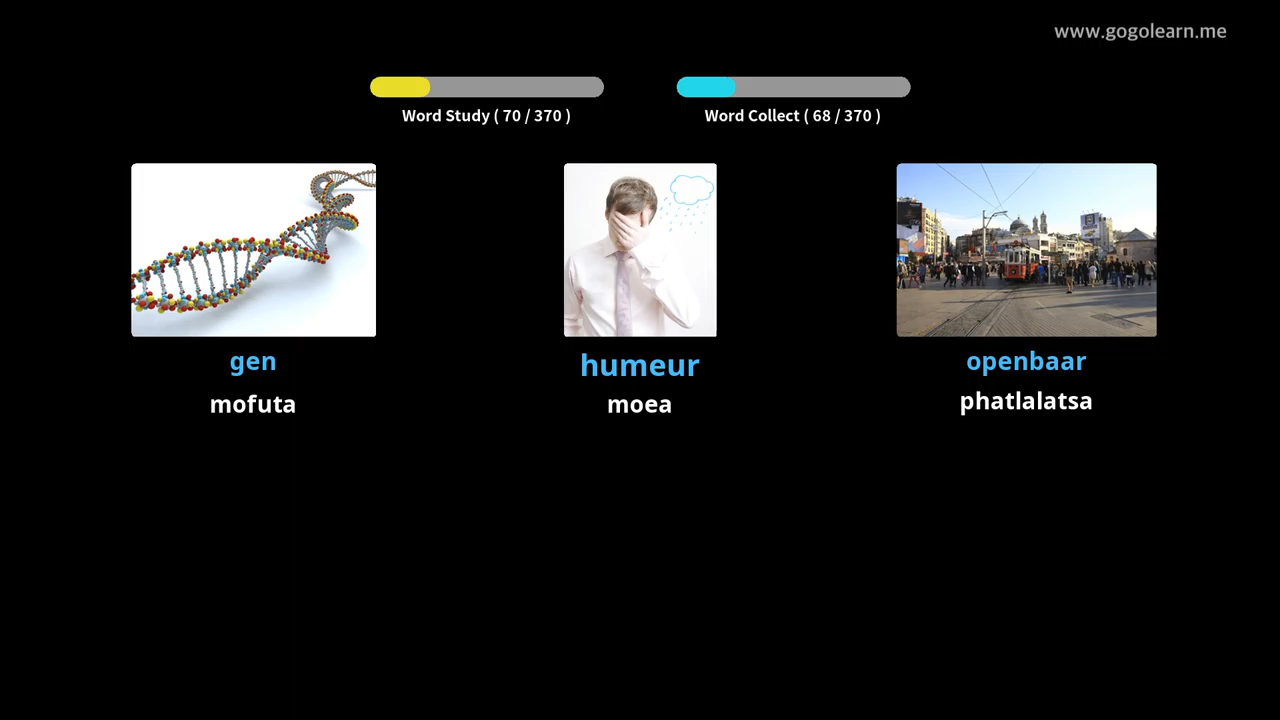 www.gogolearn.me
Word Study ( 70 / 370 )
Word Collect ( 68 / 370 )
gen
humeur
openbaar
mofuta
moea
phatlalatsa